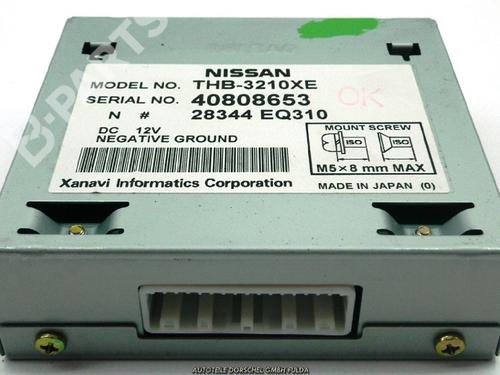 B-PARTS
NISSAN
MODEL NO. THB-3210XE
SERIAL NO. 40808653
N # 28344 EQ310
DC 12V
NEGATIVE GROUND
OK
MOUNT SCREW
ISO ISO
M5×8 mm MAX
Xanavi Informatics Corporation
MADE IN JAPAN (0)
AUTOTEILE DORSCHEL GMBH FULDA